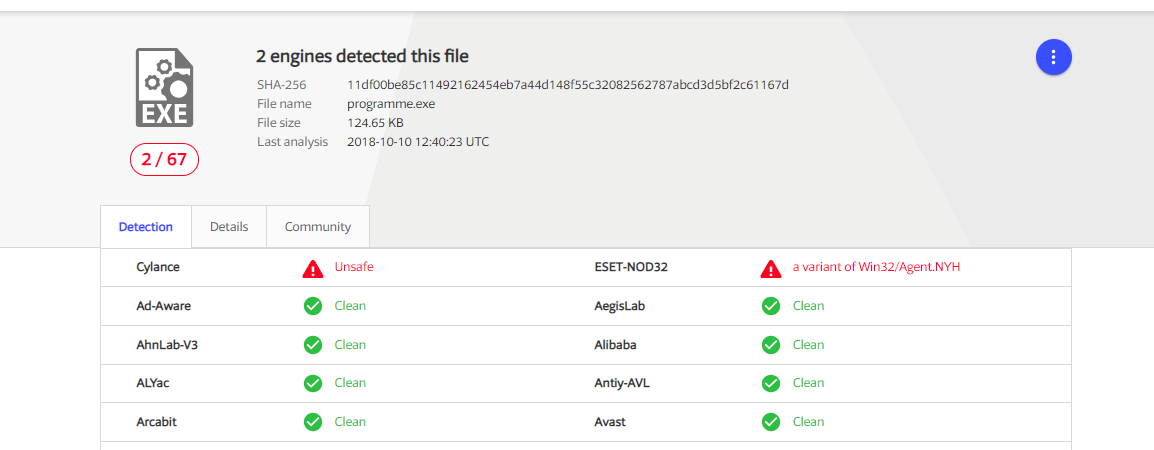 2 engines detected this file
SHA-256 11df00be85c11492162454eb7a44d148f55c32082562787abcd3d5bf2c61167d
File name programme.exe
File size 124.65 KB
Last analysis 2018-10-10 12:40:23 UTC
EXE
2 / 67
Detection Details Community
Cylance Unsafe ESET-NOD32 a variant of Win32/Agent.NYH
Ad-Aware Clean AegisLab Clean
AhnLab-V3 Clean Alibaba Clean
ALYac Clean Antiy-AVL Clean
Arcabit Clean Avast Clean